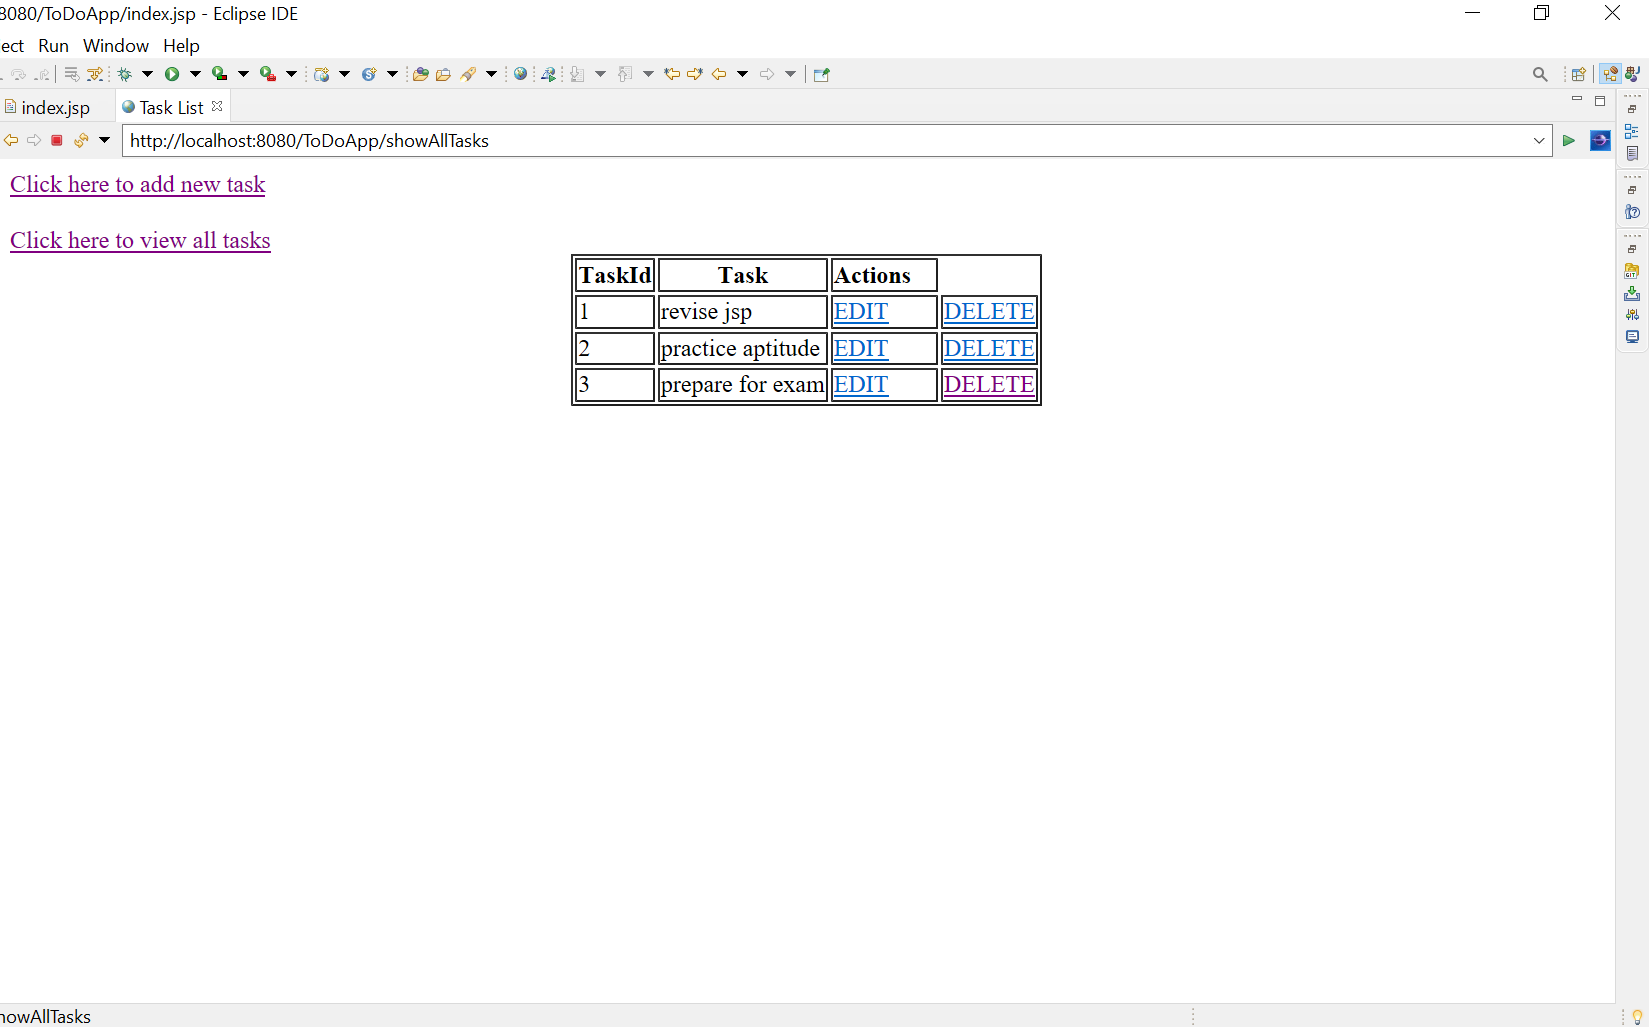 8080/ToDoApp/index.jsp - Eclipse IDE
ect Run Window Help
index.jsp Task List
http://localhost:8080/ToDoApp/showAllTasks
Click here to add new task
Click here to view all tasks
TaskId Task Actions
1 revise jsp EDIT DELETE
2 practice aptitude EDIT DELETE
3 prepare for exam EDIT DELETE
howAllTasks